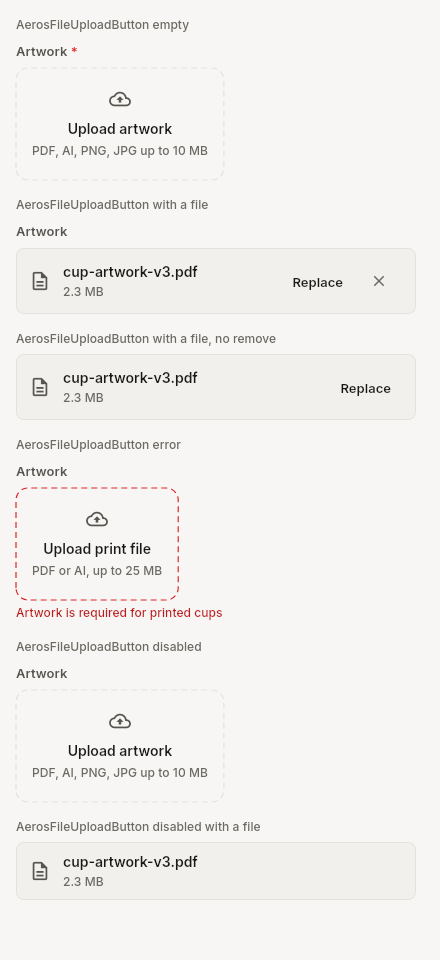 AerosFileUploadButton empty
Artwork *
Upload artwork
PDF, AI, PNG, JPG up to 10 MB
AerosFileUploadButton with a file
Artwork
cup-artwork-v3.pdf
2.3 MB
Replace
AerosFileUploadButton with a file, no remove
cup-artwork-v3.pdf
2.3 MB
Replace
AerosFileUploadButton error
Artwork
Upload print file
PDF or AI, up to 25 MB
Artwork is required for printed cups
AerosFileUploadButton disabled
Artwork
Upload artwork
PDF, AI, PNG, JPG up to 10 MB
AerosFileUploadButton disabled with a file
cup-artwork-v3.pdf
2.3 MB